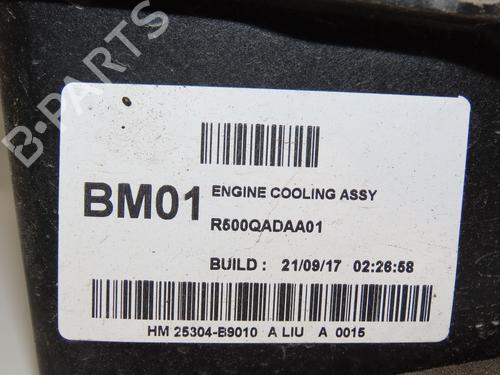 B-PARTS
BM01
ENGINE COOLING ASSY
R500QADAA01
BUILD : 21/09/17 02:26:58
HM 25304-B9010 A LIU A 0015